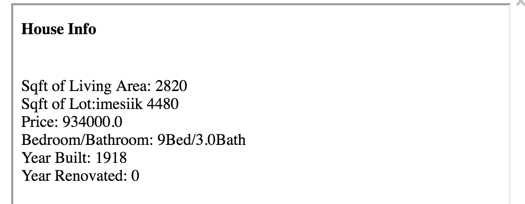 House Info
Sqft of Living Area: 2820
Sqft of Lot:imesiik 4480
Price: 934000.0
Bedroom/Bathroom: 9Bed/3.0Bath
Year Built: 1918
Year Renovated: 0